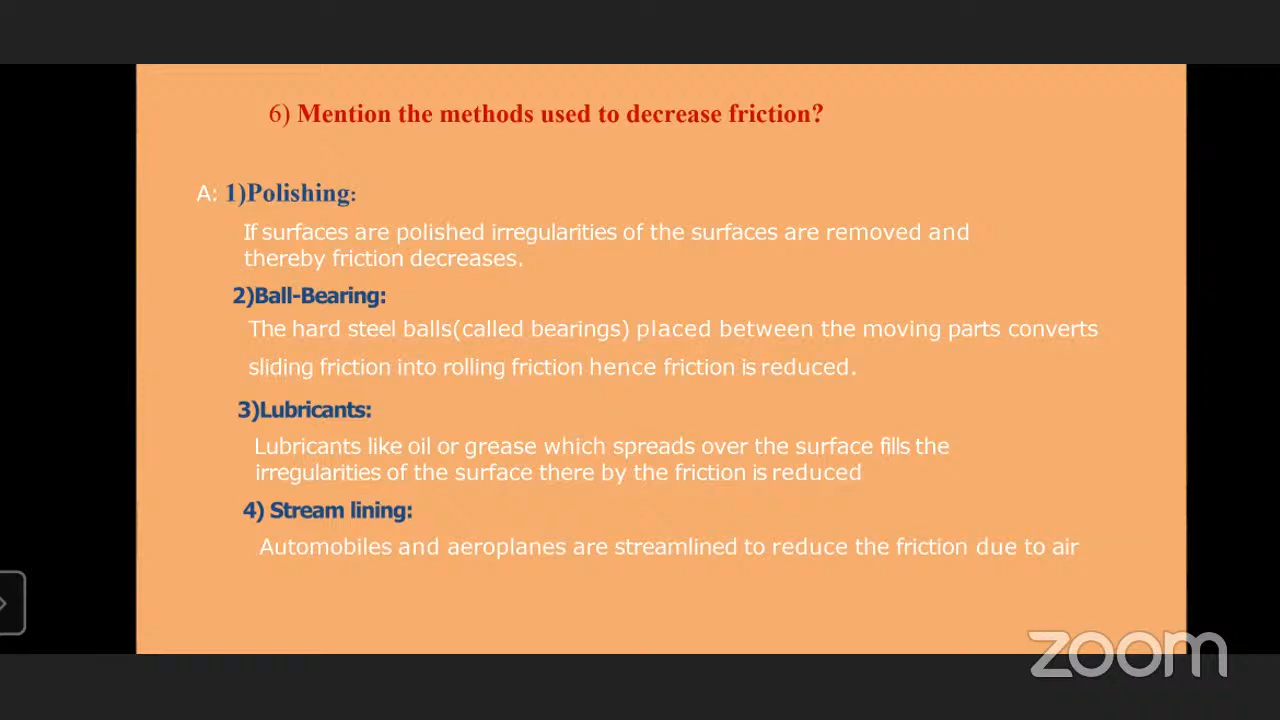 6) Mention the methods used to decrease friction?
A: 1)Polishing:
If surfaces are polished irregularities of the surfaces are removed and
thereby friction decreases.
2)Ball-Bearing:
The hard steel balls(called bearings) placed between the moving parts converts
sliding friction into rolling friction hence friction is reduced.
3)Lubricants:
Lubricants like oil or grease which spreads over the surface fills the
irregularities of the surface there by the friction is reduced
4) Stream lining:
Automobiles and aeroplanes are streamlined to reduce the friction due to air
zoom